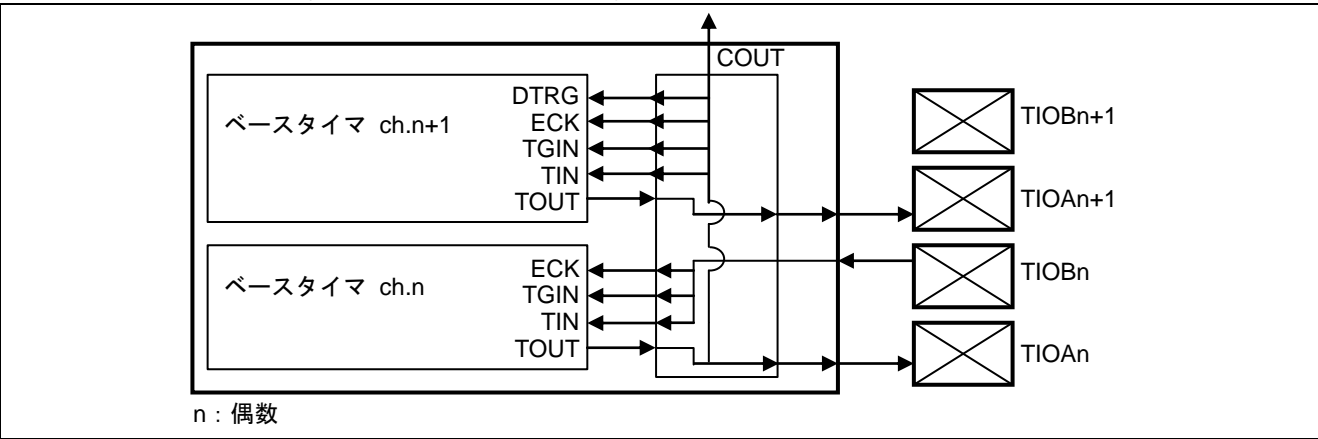 COUT
ベースタイマ ch.n+1
DTRG
ECK
TGIN
TIN
TOUT
ベースタイマ ch.n
ECK
TGIN
TIN
TOUT
TIOBn+1
TIOAn+1
TIOBn
TIOAn
n：偶数